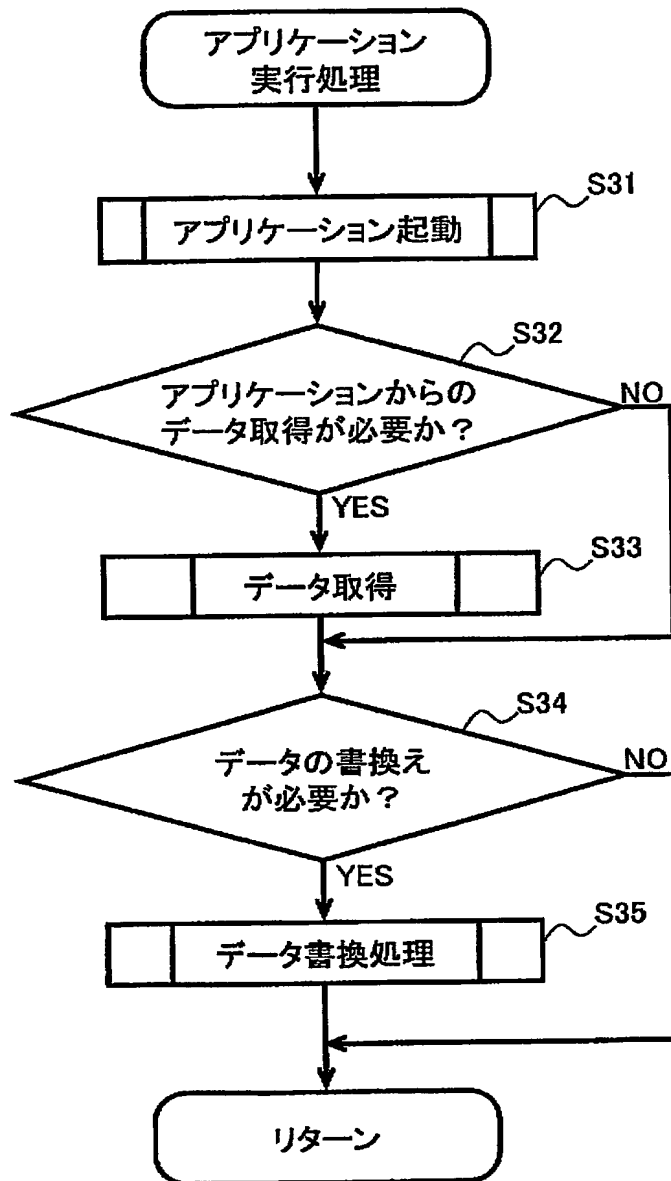 アプリケーション
実行処理
S31
アプリケーション起動
S32
アプリケーションからの
データ取得が必要か？
NO
YES
S33
データ取得
S34
データの書換え
が必要か？
NO
YES
S35
データ書換処理
リターン